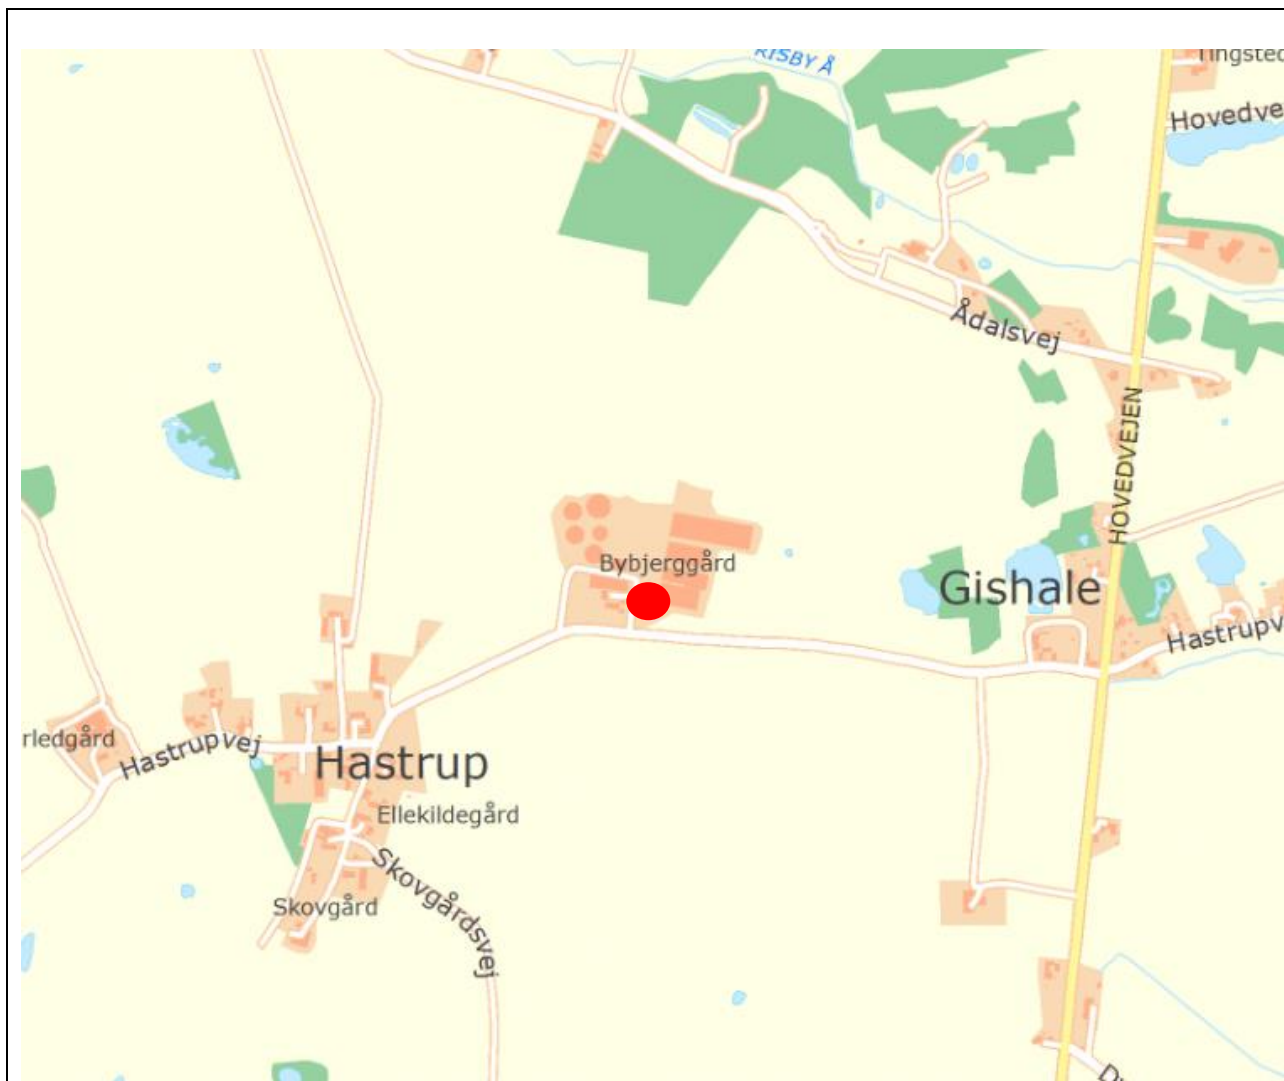 RISBY Å
Tingsted
Hovedve
Ådalsvej
HOVEDVEJEN
Bybjerggård
Gishale
Hastrupv
rledgård
Hastrupvej
Hastrup
Ellekildegård
Skovgårdsvej
Skovgård